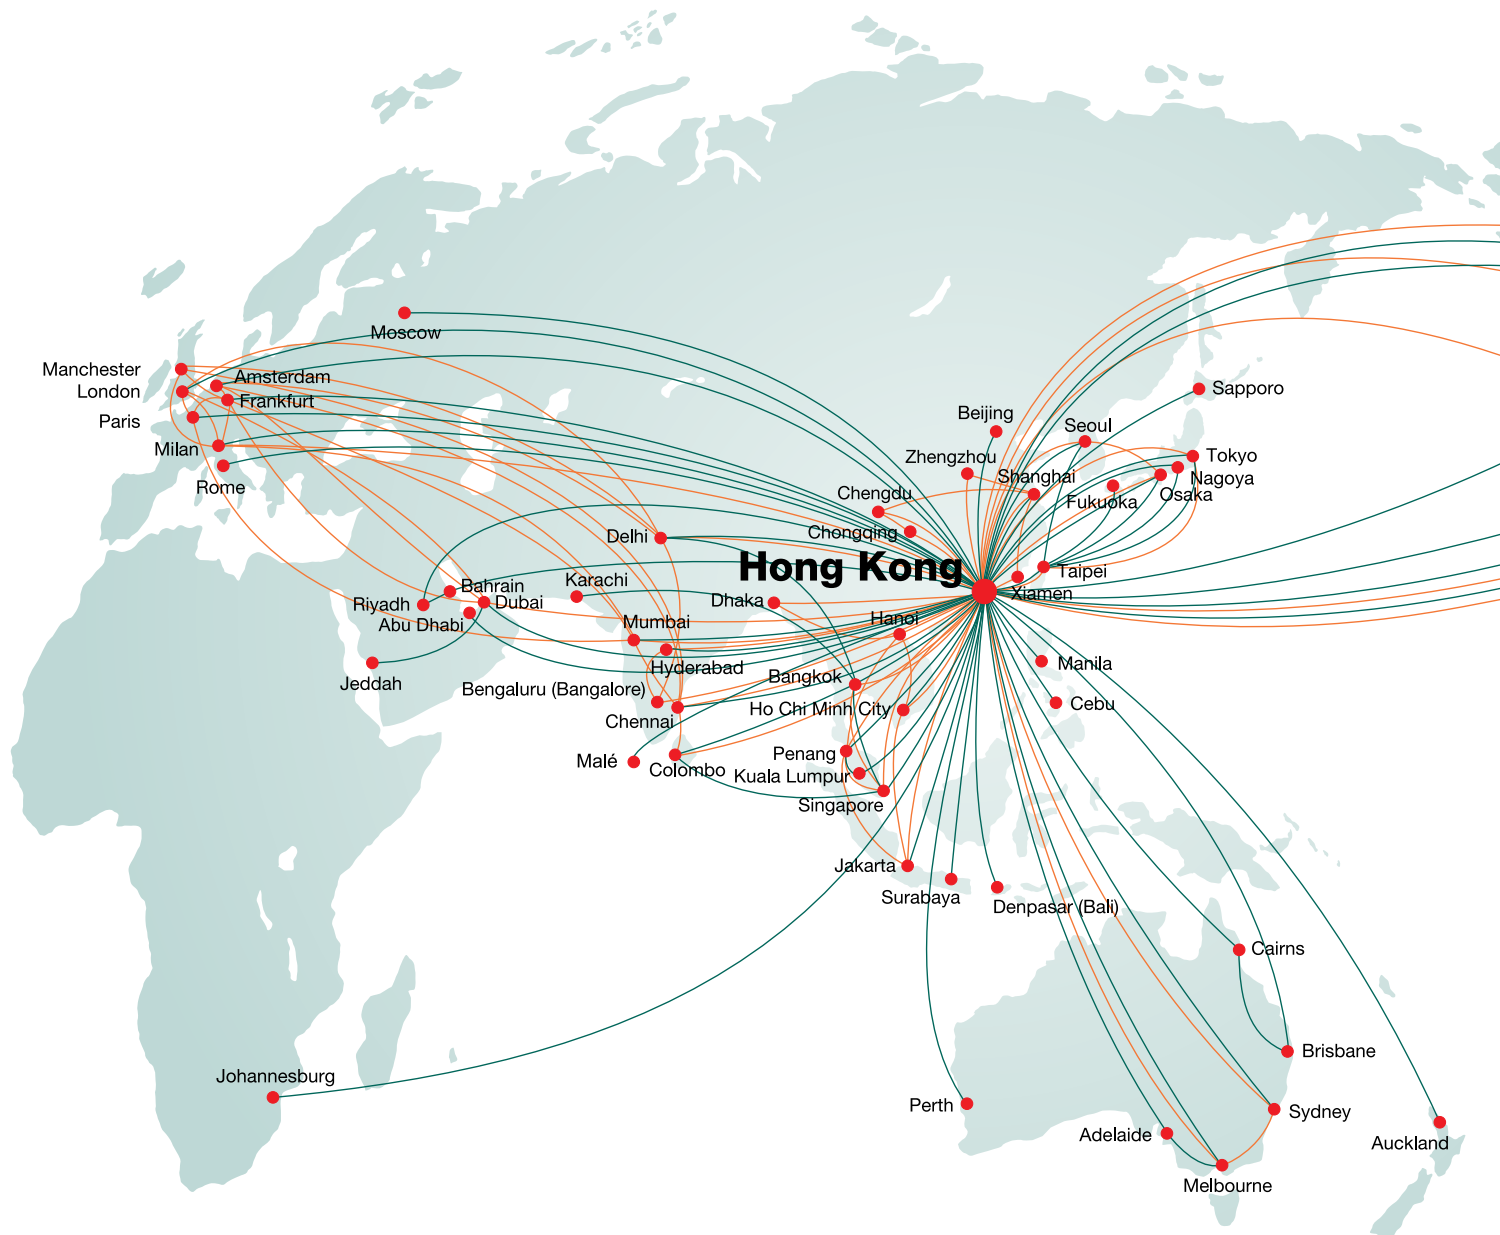 Moscow
Manchester
Amsterdam
London
Frankfurt
Paris
Milan
Rome
Sapporo
Beijing
Seoul
Tokyo
Zhengzhou
Shanghai
Nagoya
Chengdu
Fukuoka
Osaka
Chongqing
Delhi
Hong Kong
Taipei
Karachi
Bahrain
Xiamen
Riyadh
Dubai
Dhaka
Abu Dhabi
Mumbai
Hanoi
Hyderabad
Manila
Jeddah
Bangkok
Bengaluru (Bangalore)
Cebu
Ho Chi Minh City
Chennai
Penang
Malé
Colombo
Kuala Lumpur
Singapore
Jakarta
Surabaya
Denpasar (Bali)
Cairns
Brisbane
Johannesburg
Perth
Sydney
Adelaide
Auckland
Melbourne